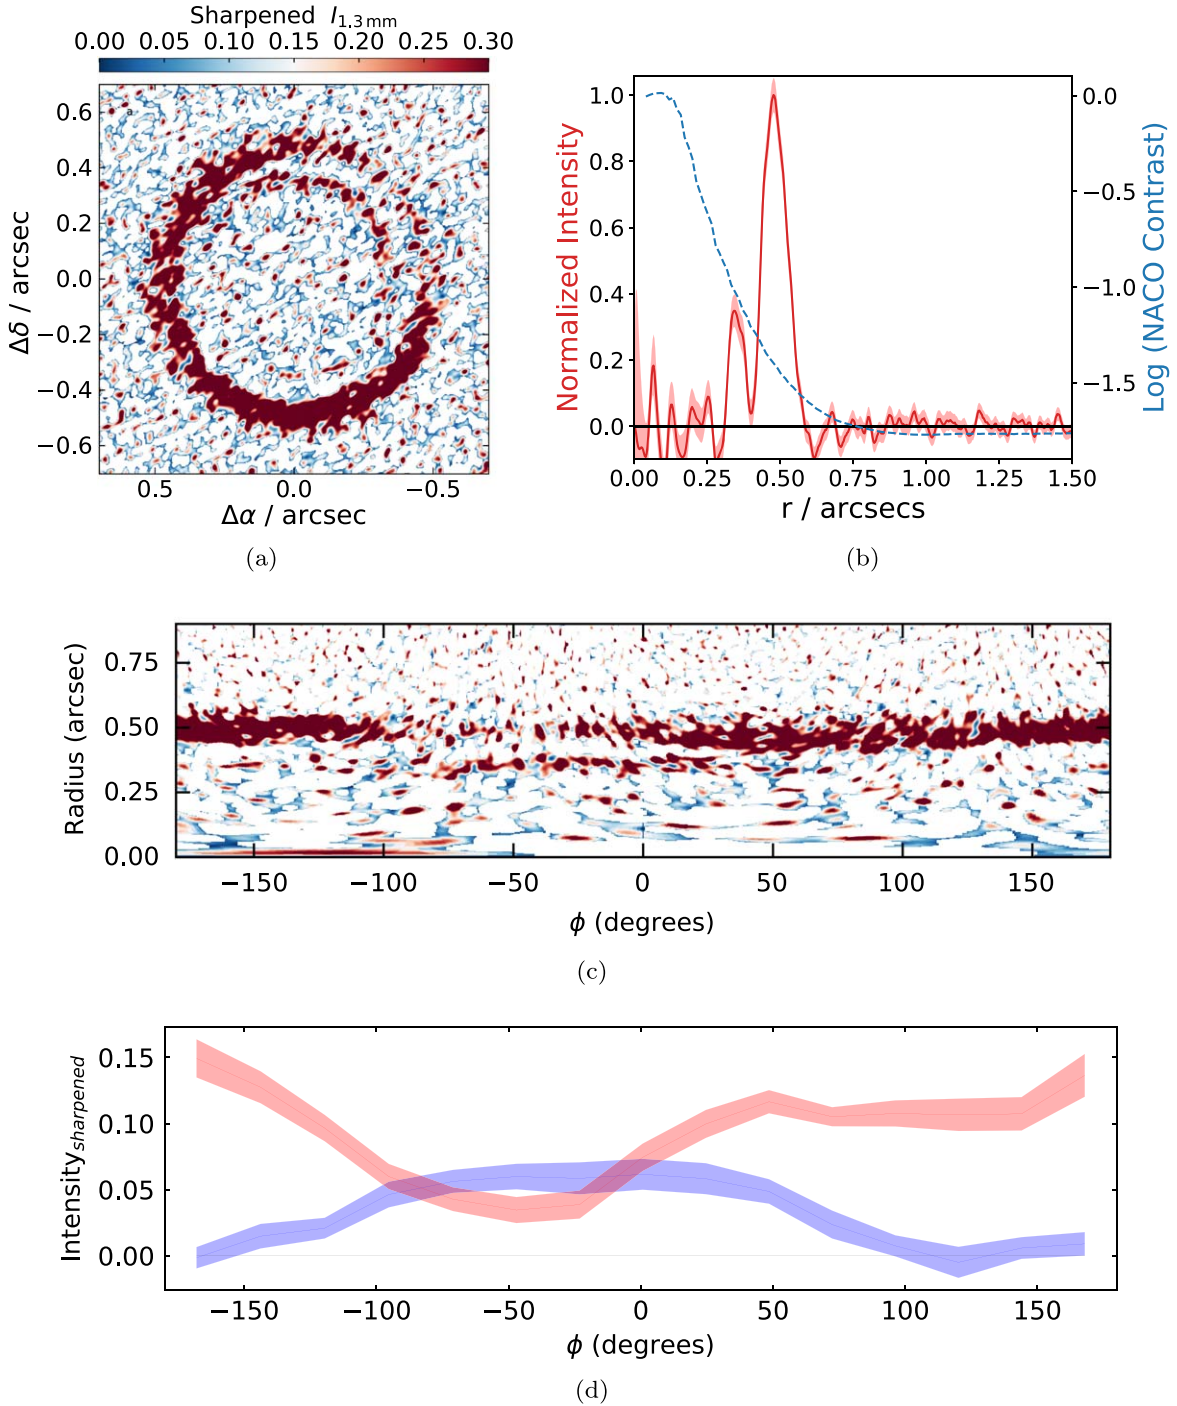 Sharpened I1.3 mm
0.00 0.05 0.10 0.15 0.20 0.25 0.30
a
0.6
0.4
0.2
0.0
−0.2
−0.4
−0.6
Δδ / arcsec
0.5 0.0 −0.5
Δα / arcsec
(a)
1.0
0.8
0.6
0.4
0.2
0.0
Normalized Intensity
0.0
−0.5
−1.0
−1.5
Log (NACO Contrast)
0.00 0.25 0.50 0.75 1.00 1.25 1.50
r / arcsecs
(b)
0.75
0.50
0.25
0.00
Radius (arcsec)
−150 −100 −50 0 50 100 150
ϕ (degrees)
(c)
0.15
0.10
0.05
0.00
Intensitysharpened
−150 −100 −50 0 50 100 150
ϕ (degrees)
(d)